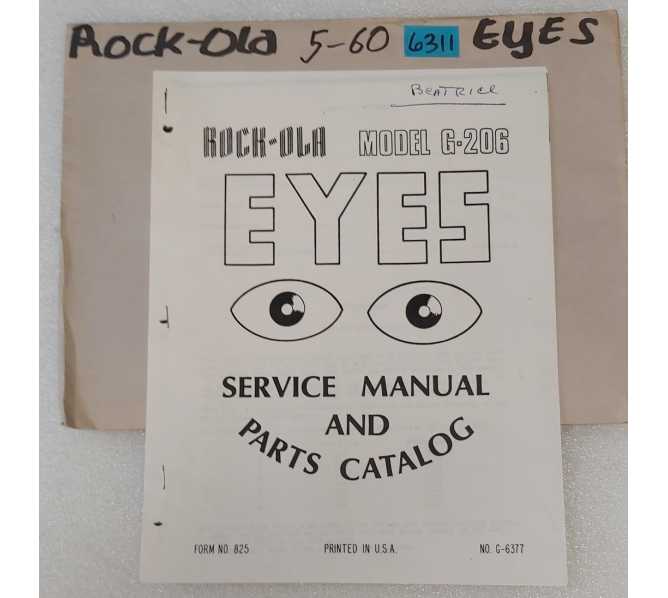 Rock-Ola 5-60 6311 EYES
BEATRICE
ROCK-OLA MODEL G-206
EYES
SERVICE MANUAL
AND
PARTS CATALOG
FORM NO. 825 PRINTED IN U.S.A. NO. G-6377